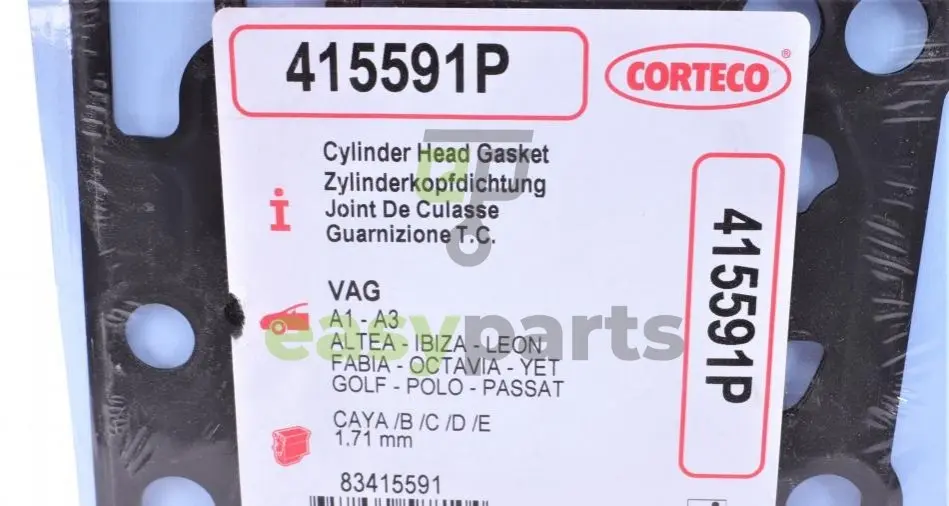 415591P
CORTECO®
Cylinder Head Gasket
Zylinderkopfdichtung
Joint De Culasse
Guarnizione T.C.
VAG
A1 - A3
ALTEA - IBIZA - LEON
FABIA - OCTAVIA - YET
GOLF - POLO - PASSAT
CAYA /B /C /D /E
1.71 mm
83415591
415591P
easyparts